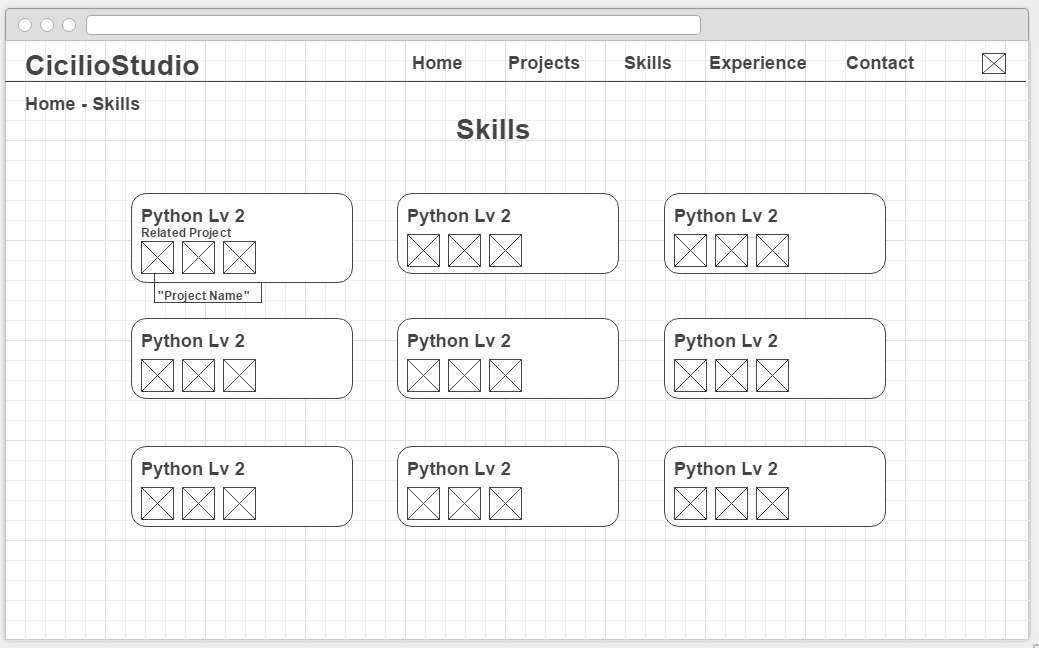 CicilioStudio
Home Projects Skills Experience Contact
Home - Skills
Skills
Python Lv 2
Related Project
"Project Name"
Python Lv 2
Python Lv 2
Python Lv 2
Python Lv 2
Python Lv 2
Python Lv 2
Python Lv 2
Python Lv 2